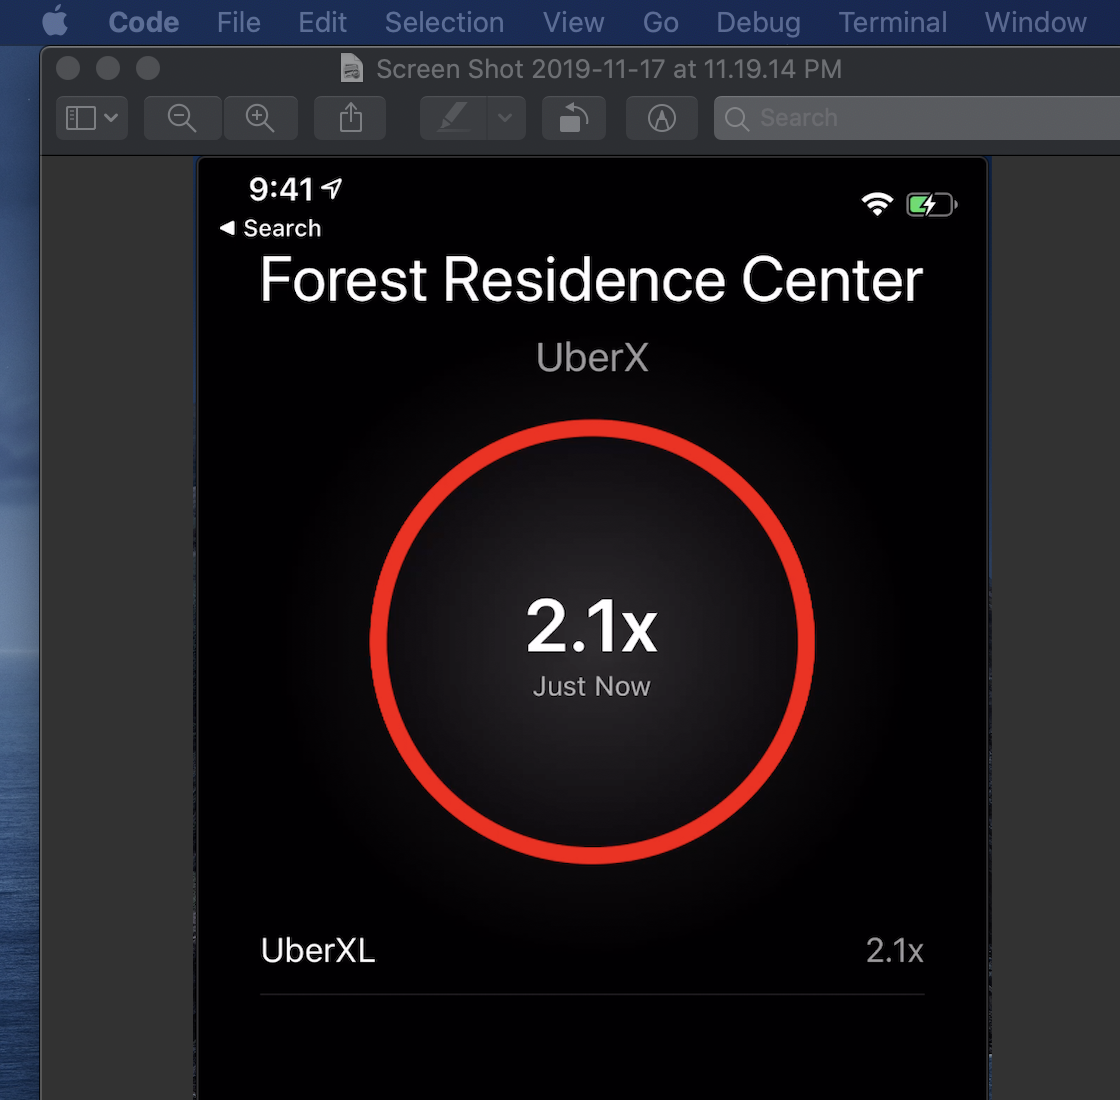 Code File Edit Selection View Go Debug Terminal Window
Screen Shot 2019-11-17 at 11.19.14 PM
Search
9:41
Search
Forest Residence Center
UberX
2.1x
Just Now
UberXL 2.1x